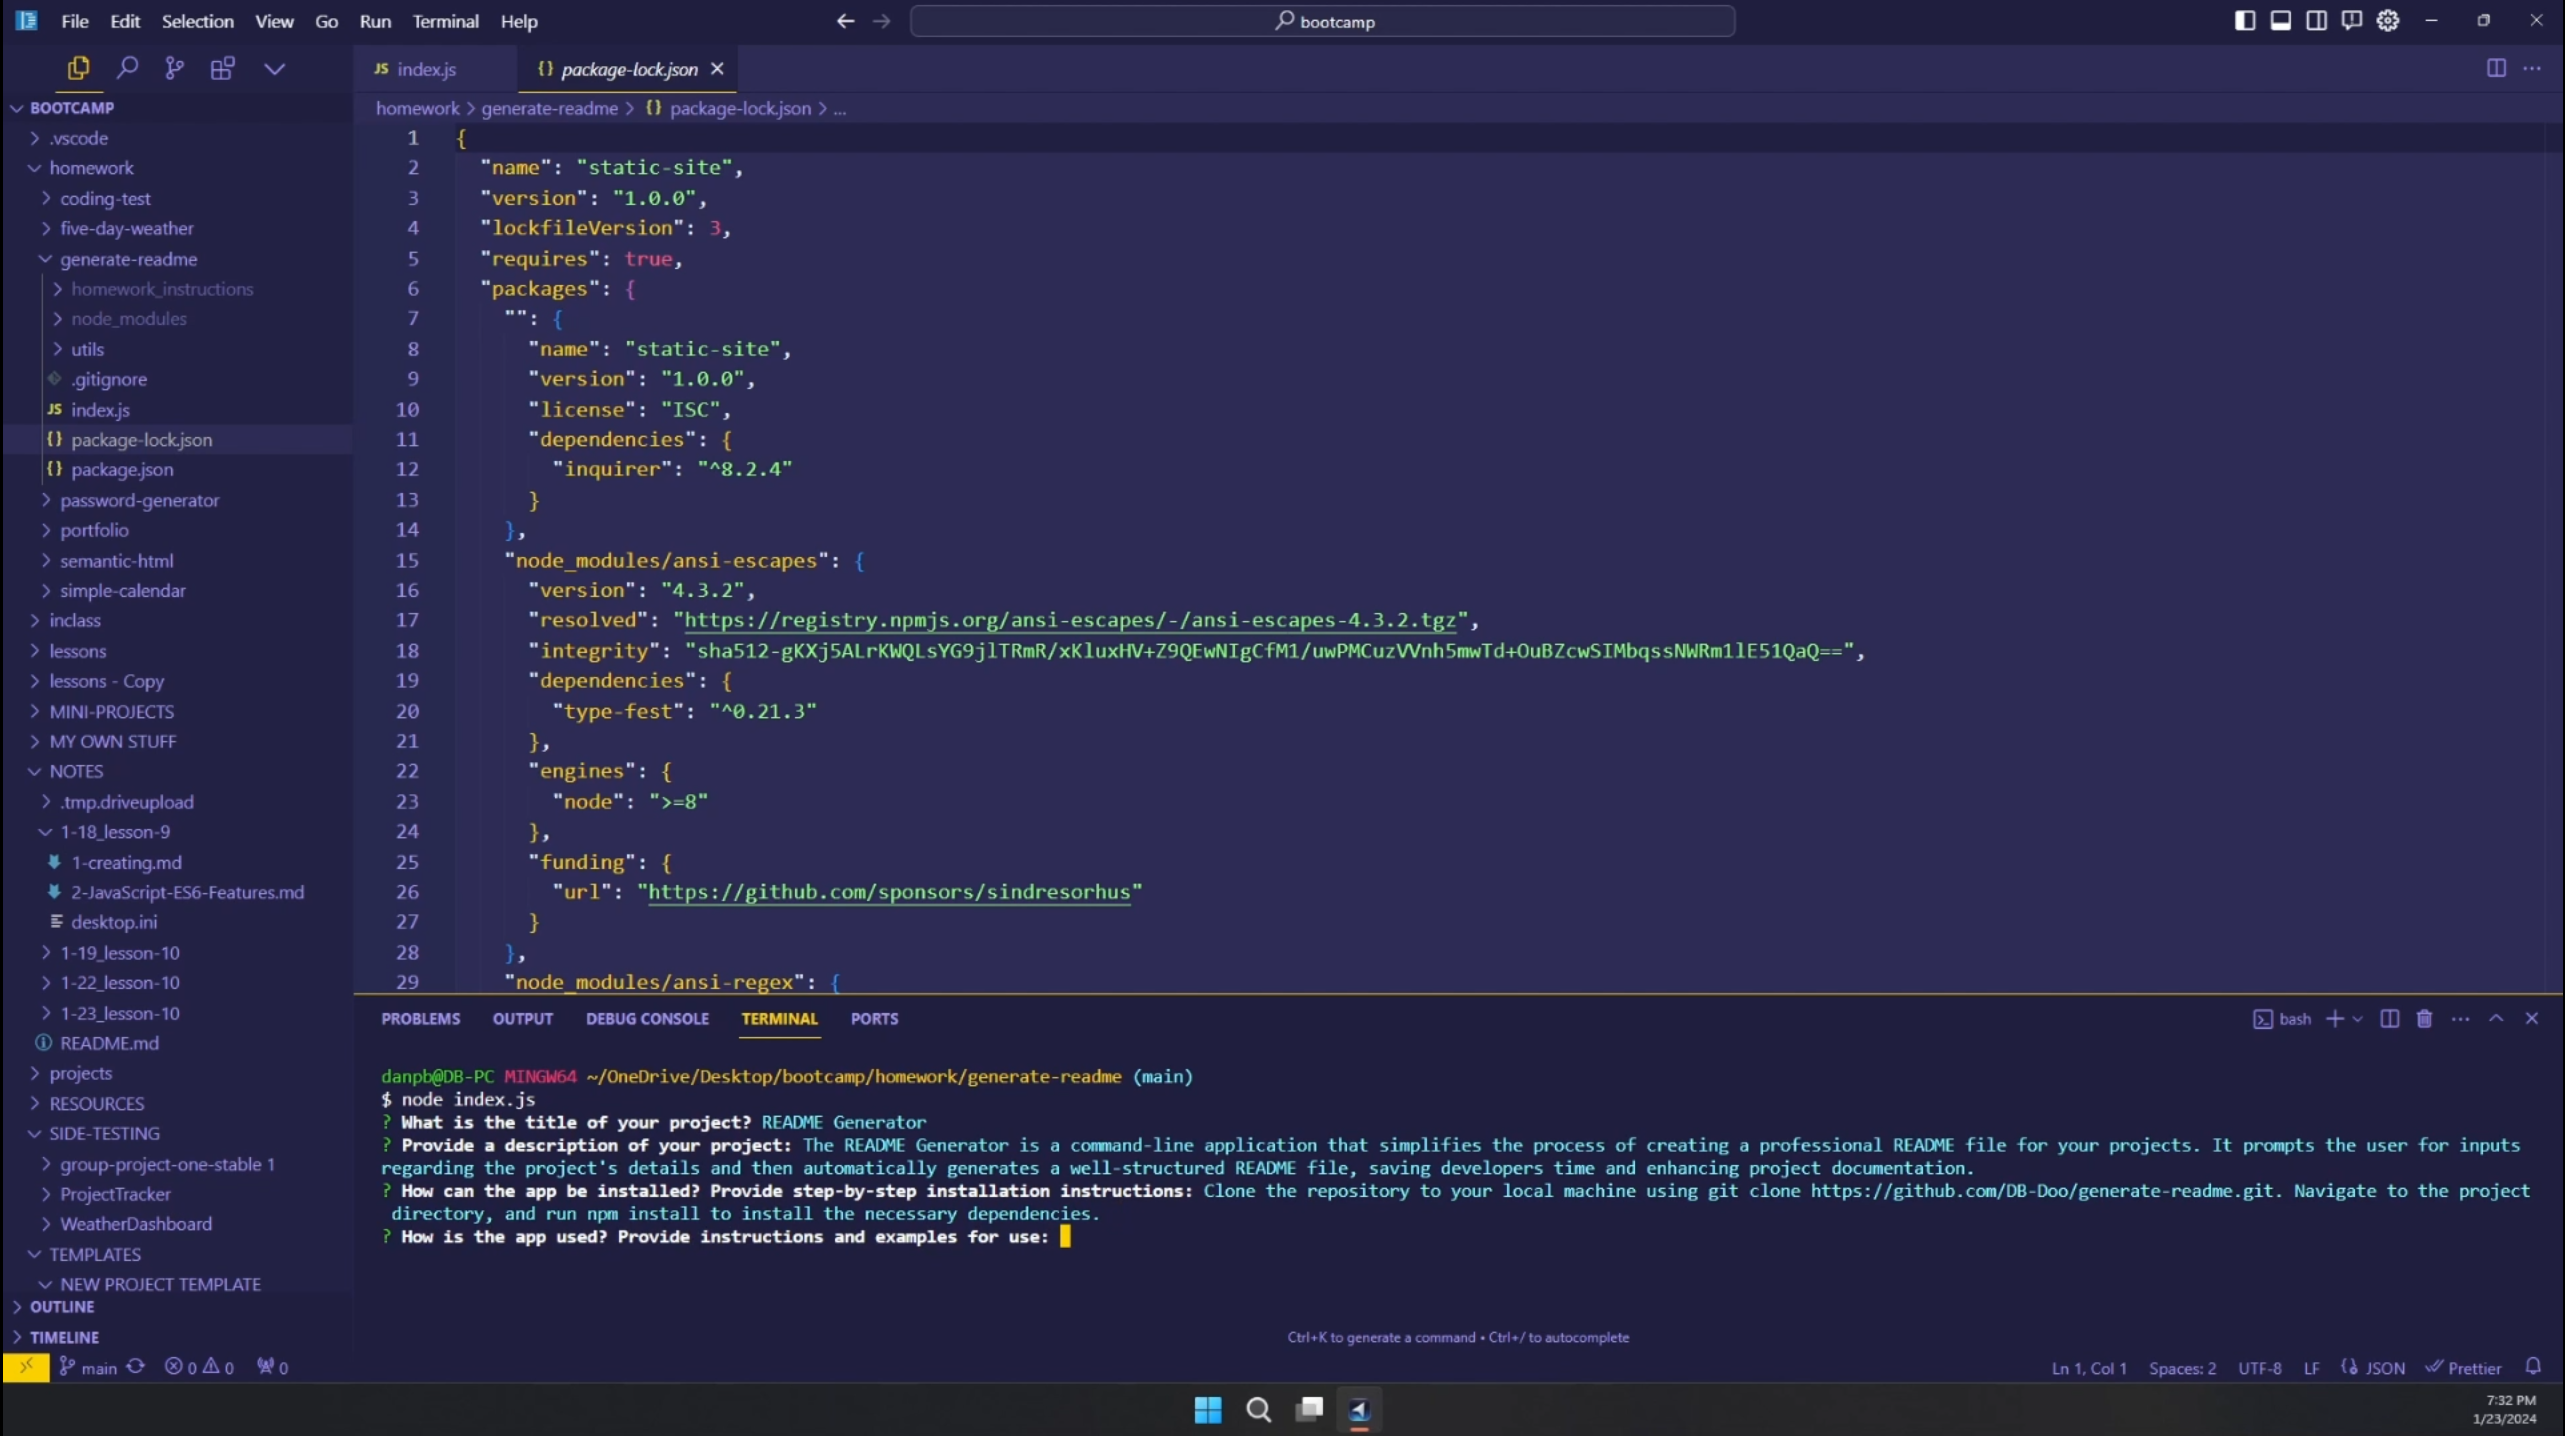 File Edit Selection View Go Run Terminal Help
bootcamp
JS index.js
{} package-lock.json
BOOTCAMP
.vscode
homework
coding-test
five-day-weather
generate-readme
homework_instructions
node_modules
utils
.gitignore
JS index.js
{} package-lock.json
{} package.json
password-generator
portfolio
semantic-html
simple-calendar
inclass
lessons
lessons - Copy
MINI-PROJECTS
MY OWN STUFF
NOTES
.tmp.driveupload
1-18_lesson-9
1-creating.md
2-JavaScript-ES6-Features.md
desktop.ini
1-19_lesson-10
1-22_lesson-10
1-23_lesson-10
README.md
projects
RESOURCES
SIDE-TESTING
group-project-one-stable 1
ProjectTracker
WeatherDashboard
TEMPLATES
NEW PROJECT TEMPLATE
OUTLINE
TIMELINE
homework > generate-readme > {} package-lock.json > ...
1 {
2 "name": "static-site",
3 "version": "1.0.0",
4 "lockfileVersion": 3,
5 "requires": true,
6 "packages": {
7 "": {
8 "name": "static-site",
9 "version": "1.0.0",
10 "license": "ISC",
11 "dependencies": {
12 "inquirer": "^8.2.4"
13 }
14 },
15 "node_modules/ansi-escapes": {
16 "version": "4.3.2",
17 "resolved": "https://registry.npmjs.org/ansi-escapes/-/ansi-escapes-4.3.2.tgz",
18 "integrity": "sha512-gKXj5ALrKWQLsYG9jlTRmR/xKluxHV+Z9QEwNIgCfM1/uwPMCuzVVnh5mwTd+OuBZcwSIMbqssNWRm1lE51QaQ==",
19 "dependencies": {
20 "type-fest": "^0.21.3"
21 },
22 "engines": {
23 "node": ">=8"
24 },
25 "funding": {
26 "url": "https://github.com/sponsors/sindresorhus"
27 }
28 },
29 "node_modules/ansi-regex": {
PROBLEMS OUTPUT DEBUG CONSOLE TERMINAL PORTS
bash
danpb@DB-PC MINGW64 ~/OneDrive/Desktop/bootcamp/homework/generate-readme (main)
$ node index.js
? What is the title of your project? README Generator
? Provide a description of your project: The README Generator is a command-line application that simplifies the process of creating a professional README file for your projects. It prompts the user for inputs
regarding the project's details and then automatically generates a well-structured README file, saving developers time and enhancing project documentation.
? How can the app be installed? Provide step-by-step installation instructions: Clone the repository to your local machine using git clone https://github.com/DB-Doo/generate-readme.git. Navigate to the project
directory, and run npm install to install the necessary dependencies.
? How is the app used? Provide instructions and examples for use:
Ctrl+K to generate a command • Ctrl+/ to autocomplete
main 0 0 0
Ln 1, Col 1 Spaces: 2 UTF-8 LF JSON Prettier
7:32 PM
1/23/2024